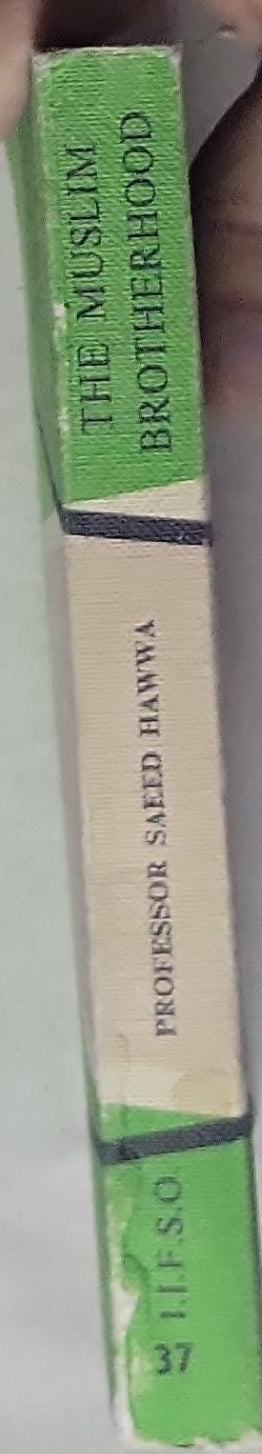 THE MUSLIM
BROTHERHOOD
PROFESSOR SAEED HAWWA
I.I.F.S.O.
37